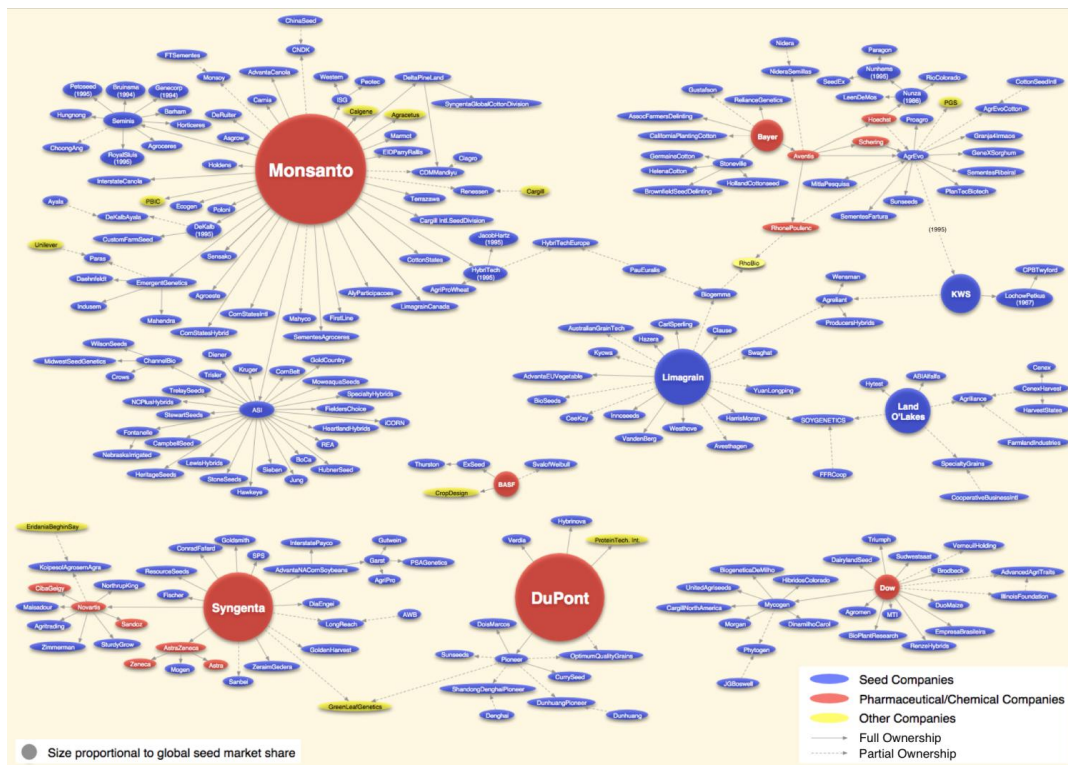 ChinaSeed
CNDK
FTSementes
Monsoy
AdvantaCanola
Western
Peotec
ISG
DeltaPineLand
SyngentaGlobalCottonDivision
Petoseed
(1995)
Bruinsma
(1994)
Genecorp
(1994)
Hungnong
Seminis
Barham
Horticeres
DeRuiter
Carnia
Calgene
Agracetus
ChoongAng
RoyalSluis
(1995)
Agroceres
Asgrow
Marmot
EIDParryRallis
Ciagro
CDMMandiyu
Holdens
Monsanto
InterstateCanola
Renessen
Cargill
Terrazawa
PBIC
Ecogen
Poloni
Ayala
DeKalbAyala
DeKalb
(1995)
CustomFarmSeed
Cargill Intl.SeedDivision
JacobHartz
(1995)
HybriTechEurope
Unilever
Paras
Sensako
CottonStates
HybriTech
(1995)
Daehnfeldt
EmergentGenetics
AgriProWheat
Indusem
Mahendra
Agroeste
AlyParticipacoes
LimagrainCanada
CornStatesHybrid
CornStatesIntl
Mahyco
FirstLine
SementesAgroceres
WilsonSeeds
MidwestSeedGenetics
ChannelBio
Crows
Diener
Trisler
Kruger
CornBelt
GoldCountry
MoweaquaSeeds
TrelaySeeds
SpecialtyHybrids
NCPlusHybrids
StewartSeeds
ASI
FieldersChoice
iCORN
HeartlandHybrids
Fontanelle
CampbellSeed
NebraskaIrrigated
REA
LewisHybrids
BoCa
HubnerSeed
HeritageSeeds
StoneSeeds
Sieben
Jung
Hawkeye
Nidera
NideraSemillas
Paragon
Nunhems
(1995)
SeedEx
LeenDeMos
Nunza
(1986)
RioColorado
CottonSeedIntl
Gustafson
RelianceGenetics
AssocFarmersDelinting
Bayer
CaliforniaPlantingCotton
Hoechst
Proagro
PGS
AgrEvoCotton
Schering
Granja4Irmaos
GermainsCotton
Stoneville
Aventis
AgrEvo
GeneXSorghum
HelenaCotton
HollandCottonseed
SementesRibeiral
BrownfieldSeedDelinting
MitlaPesquisa
PlanTecBiotech
Sunseeds
SementesFartura
RhonePoulenc
(1995)
RhoBio
PauEuralis
Biogemma
Wensman
Agreliant
ProducersHybrids
KWS
CPBTwyford
LochowPetkus
(1967)
AustralianGrainTech
CarlSperling
Hazera
Clause
Kyowa
Swaghat
AdvantaEUVegetable
Limagrain
YuanLongping
BioSeeds
CeeKay
Innoseeds
HarrisMoran
VandenBerg
Westhove
Avesthagen
Hytest
ABIAlfalfa
Cenex
CenexHarvest
Agriliance
HarvestStates
SOYGENETICS
Land
O'Lakes
FarmlandIndustries
FFRCoop
SpecialtyGrains
CooperativeBusinessIntl
Thurston
ExSeed
SvalofWeibull
BASF
CropDesign
EridaniaBeghinSay
KoipesolAgrosemAgra
ConradFafard
Goldsmith
SPS
InterstatePayco
Gutwein
Garst
PSAGenetics
AgriPro
AdvantaNACornSoybeans
ResourceSeeds
CibaGeigy
NorthrupKing
Fischer
Maisadour
Novartis
Syngenta
DiaEngei
Agritrading
Sandoz
LongReach
AWB
Zimmerman
SturdyGrow
AstraZeneca
GoldenHarvest
Zeneca
Mogen
Astra
ZeraimGedera
Sanbei
GreenLeafGenetics
Hybrinova
Verdia
ProteinTech. Int.
DuPont
DoisMarcos
Sunseeds
Pioneer
OptimumQualityGrains
CurrySeed
ShandongDenghaiPioneer
DunhuangPioneer
Denghai
Dunhuang
Triumph
DairylandSeed
Sudwestsaat
VerneuilHolding
Brodbeck
BiogeneticaDeMilho
HibridosColorado
Dow
AdvancedAgriTraits
UnitedAgriseeds
IllinoisFoundation
CargillNorthAmerica
Mycogen
Agromen
MTI
DuoMaize
Morgan
DinamilhoCarol
EmpresaBrasileira
BioPlantResearch
RenzeHybrids
Phytogen
JGBoswell
Seed Companies
Pharmaceutical/Chemical Companies
Other Companies
Full Ownership
Partial Ownership
Size proportional to global seed market share